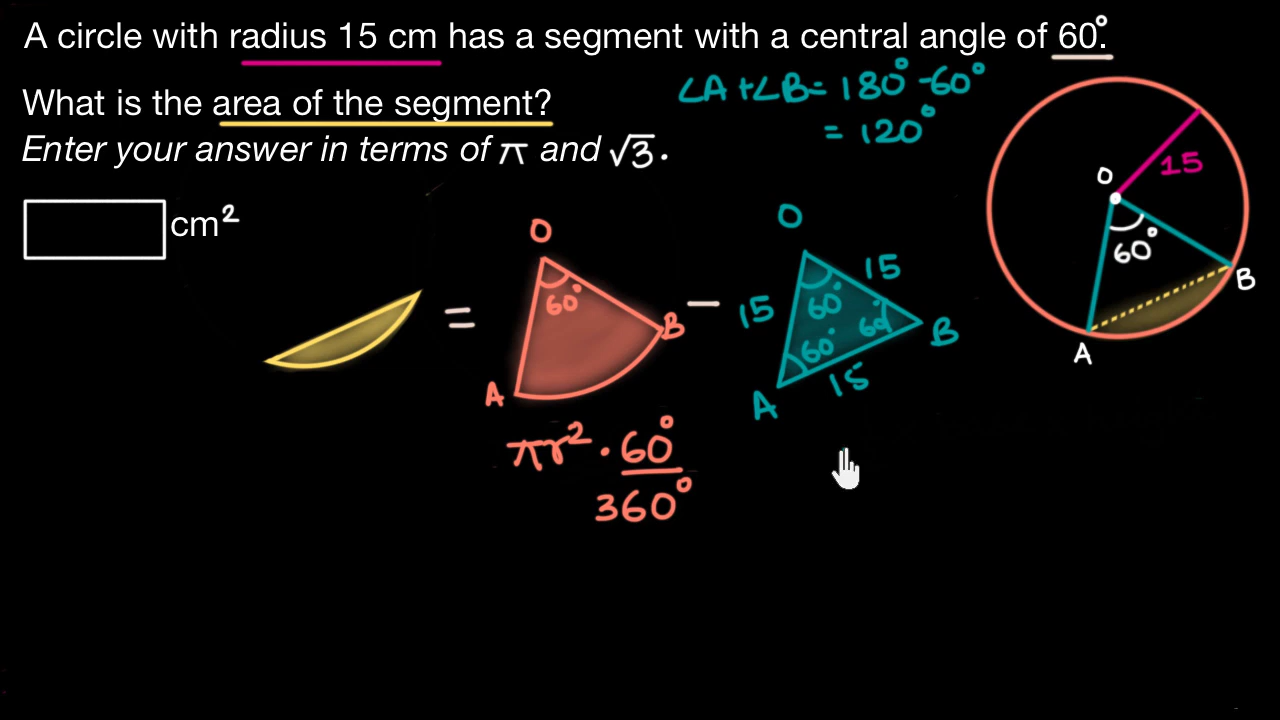 A circle with radius 15 cm has a segment with a central angle of 60°.
∠A+∠B= 180°-60°
What is the area of the segment?
= 120°
Enter your answer in terms of π and √3.
15
O
cm²
O
O
60°
B
A
=
O
60°
B
A
−
15
15
60°
60°
60°
B
15
A
πr² · 60°
360°